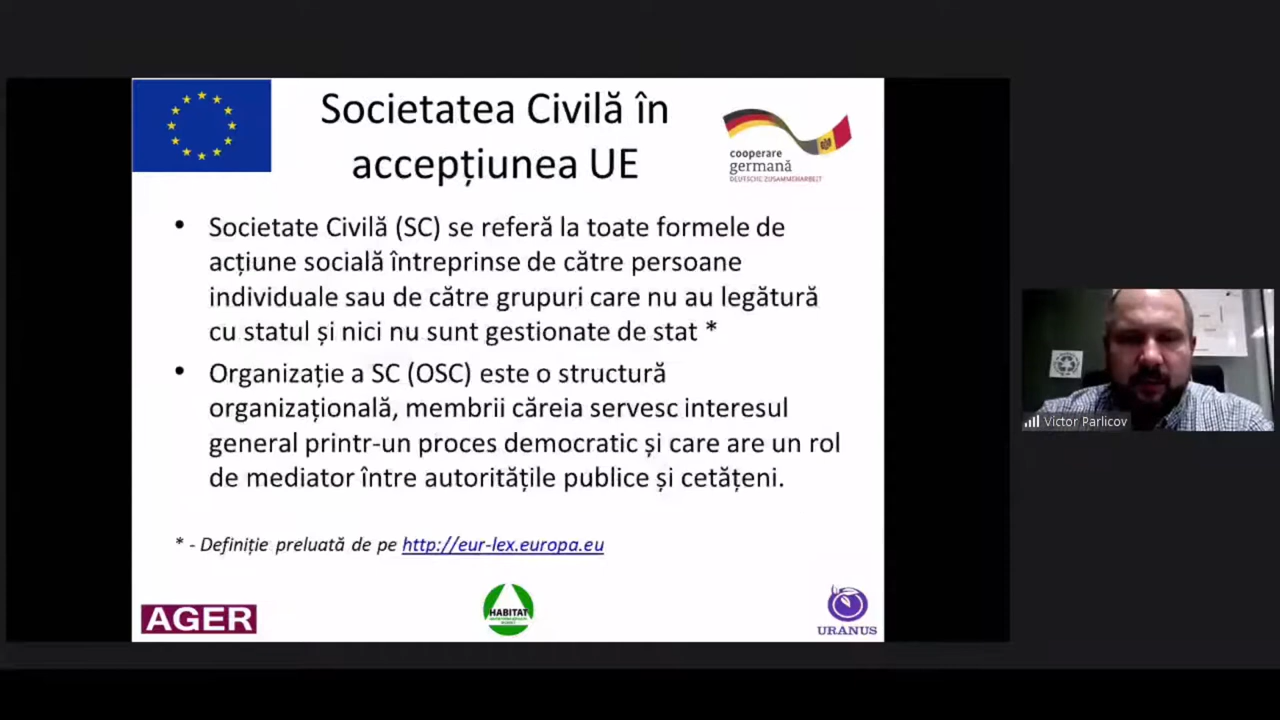 Societatea Civilă în
accepțiunea UE
cooperare
germană
DEUTSCHE ZUSAMMENARBEIT
• Societate Civilă (SC) se referă la toate formele de
acțiune socială întreprinse de către persoane
individuale sau de către grupuri care nu au legătură
cu statul și nici nu sunt gestionate de stat *
• Organizație a SC (OSC) este o structură
organizațională, membrii căreia servesc interesul
general printr-un proces democratic și care are un rol
de mediator între autoritățile publice și cetățeni.
* - Definiție preluată de pe http://eur-lex.europa.eu
AGER
HABITAT
URANUS
Victor Parlicov